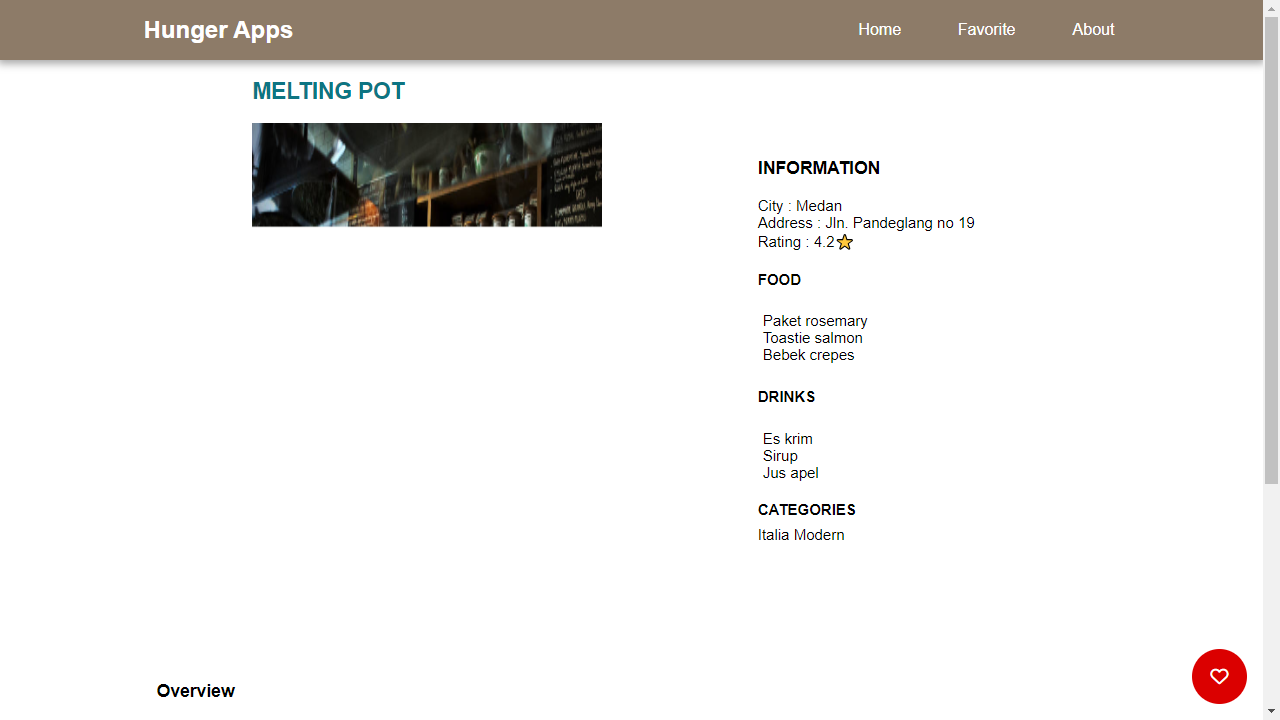 Hunger Apps
Home Favorite About
MELTING POT
INFORMATION
City : Medan
Address : Jln. Pandeglang no 19
Rating : 4.2⭐
FOOD
Paket rosemary
Toastie salmon
Bebek crepes
DRINKS
Es krim
Sirup
Jus apel
CATEGORIES
Italia Modern
Overview